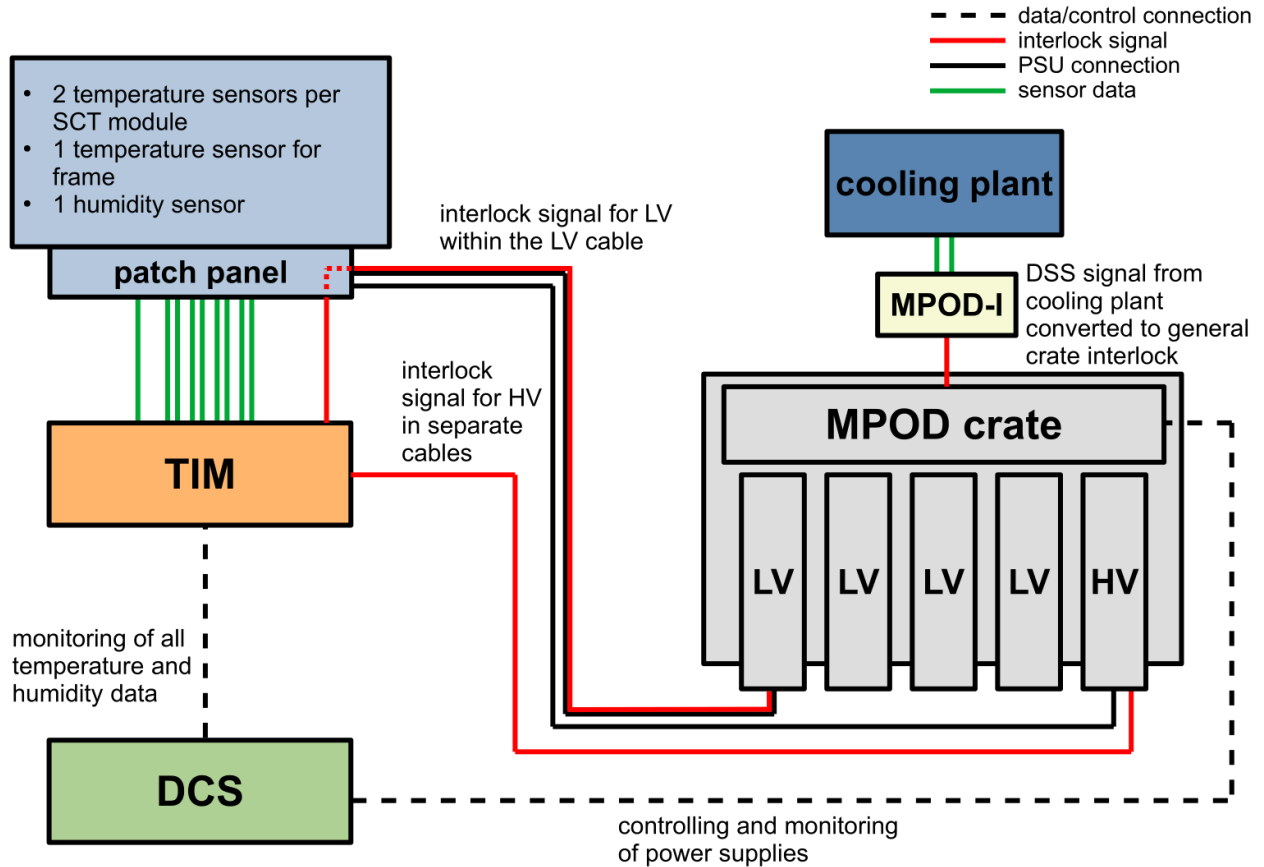 data/control connection
interlock signal
PSU connection
sensor data
• 2 temperature sensors per
SCT module
• 1 temperature sensor for
frame
• 1 humidity sensor
patch panel
interlock signal for LV
within the LV cable
cooling plant
MPOD-I
DSS signal from
cooling plant
converted to general
crate interlock
interlock
signal for HV
in separate
cables
TIM
MPOD crate
LV
LV
LV
LV
HV
monitoring of all
temperature and
humidity data
DCS
controlling and monitoring
of power supplies